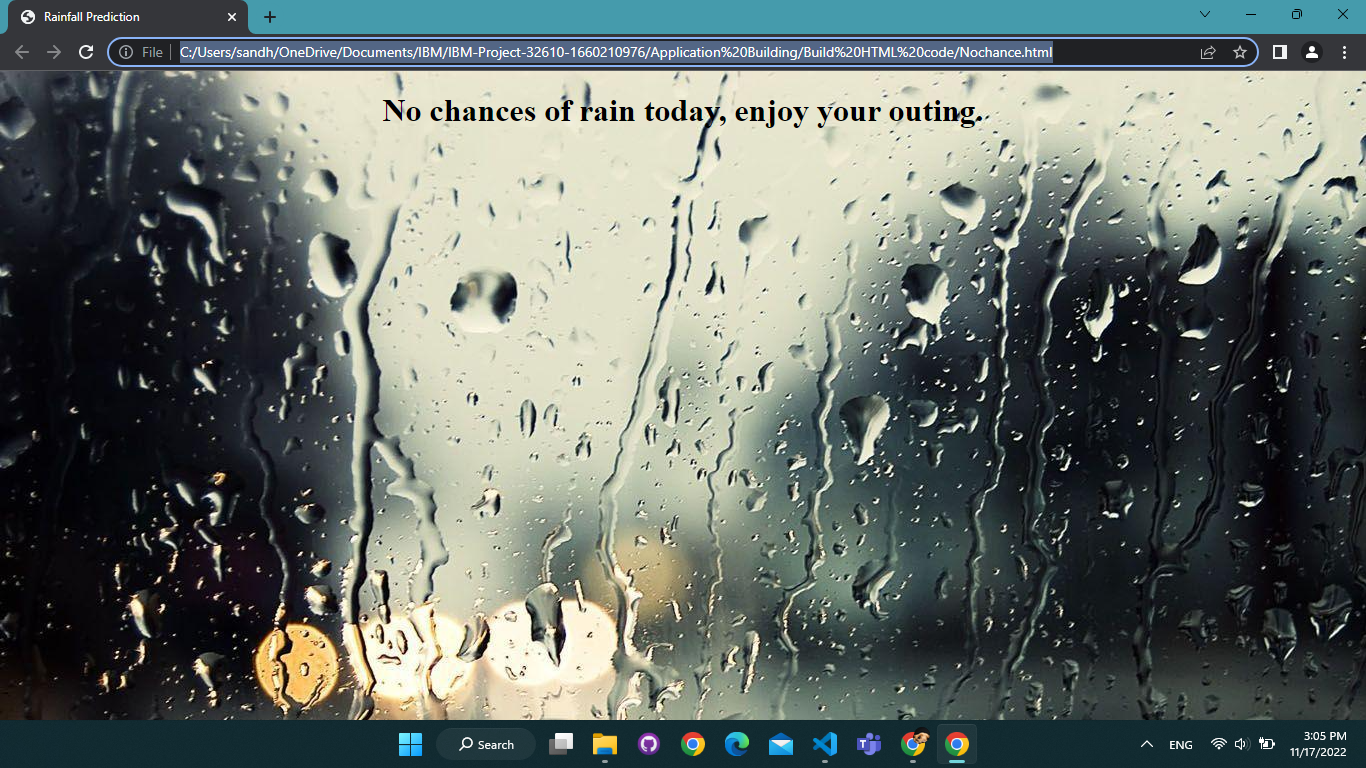 Rainfall Prediction
File
C:/Users/sandh/OneDrive/Documents/IBM/IBM-Project-32610-1660210976/Application%20Building/Build%20HTML%20code/Nochance.html
No chances of rain today, enjoy your outing.
Search
ENG
3:05 PM
11/17/2022